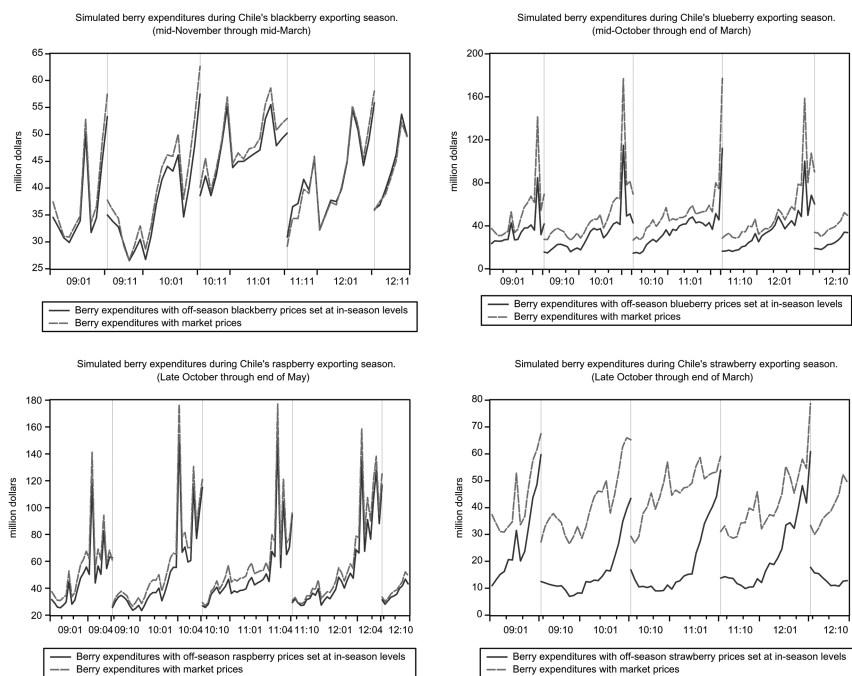 Simulated berry expenditures during Chile's blackberry exporting season.
(mid-November through mid-March)
65
60
55
50
45
40
35
30
25
million dollars
09:01 09:11 10:01 10:11 11:01 11:11 12:01 12:11
Berry expenditures with off-season blackberry prices set at in-season levels
Berry expenditures with market prices
Simulated berry expenditures during Chile's blueberry exporting season.
(mid-October through end of March)
200
160
120
80
40
0
million dollars
09:01 09:10 10:01 10:10 11:01 11:10 12:01 12:10
Berry expenditures with off-season blueberry prices set at in-season levels
Berry expenditures with market prices
Simulated berry expenditures during Chile's raspberry exporting season.
(Late October through end of May)
180
160
140
120
100
80
60
40
20
million dollars
09:01 09:04 09:10 10:01 10:04 10:10 11:01 11:04 11:10 12:01 12:04 12:10
Berry expenditures with off-season raspberry prices set at in-season levels
Berry expenditures with market prices
Simulated berry expenditures during Chile's strawberry exporting season.
(Late October through end of March)
80
70
60
50
40
30
20
10
0
million dollars
09:01 09:10 10:01 10:10 11:01 11:10 12:01 12:10
Berry expenditures with off-season strawberry prices set at in-season levels
Berry expenditures with market prices